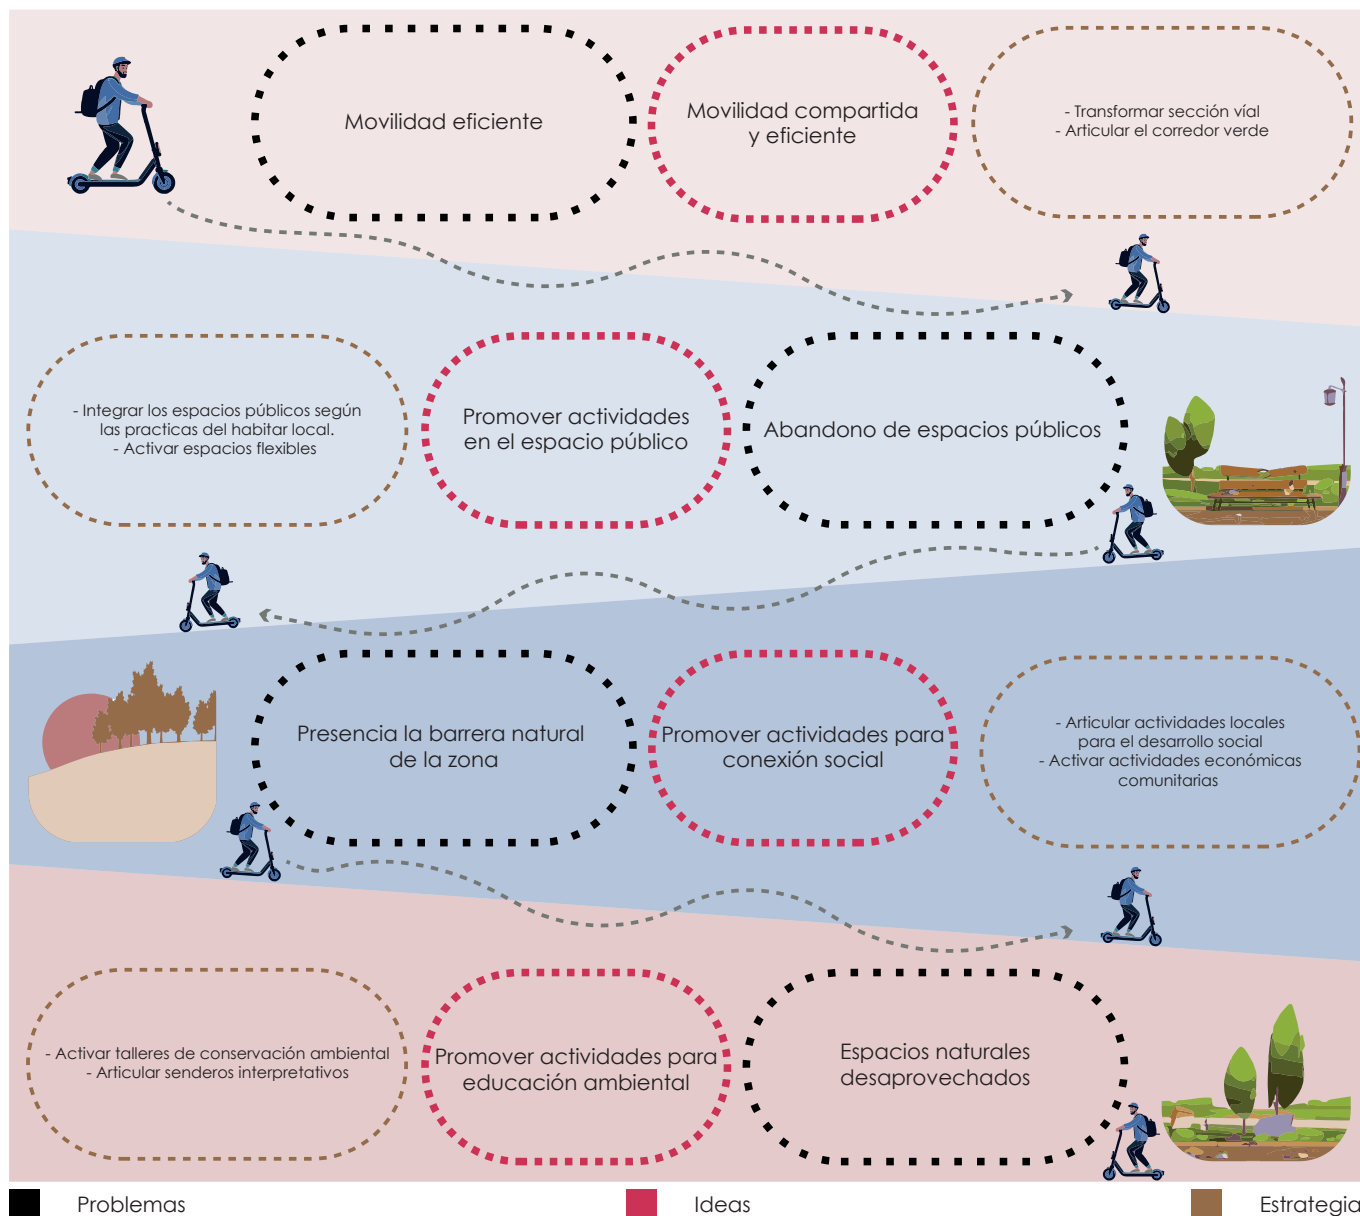 Movilidad eficiente
Movilidad compartida
y eficiente
- Transformar sección víal
- Articular el corredor verde
- Integrar los espacios públicos según
las practicas del habitar local.
- Activar espacios flexibles
Promover actividades
en el espacio público
Abandono de espacios públicos
Presencia la barrera natural
de la zona
Promover actividades para
conexión social
- Articular actividades locales
para el desarrollo social
- Activar actividades económicas
comunitarias
- Activar talleres de conservación ambiental
- Articular senderos interpretativos
Promover actividades para
educación ambiental
Espacios naturales
desaprovechados
Problemas
Ideas
Estrategia